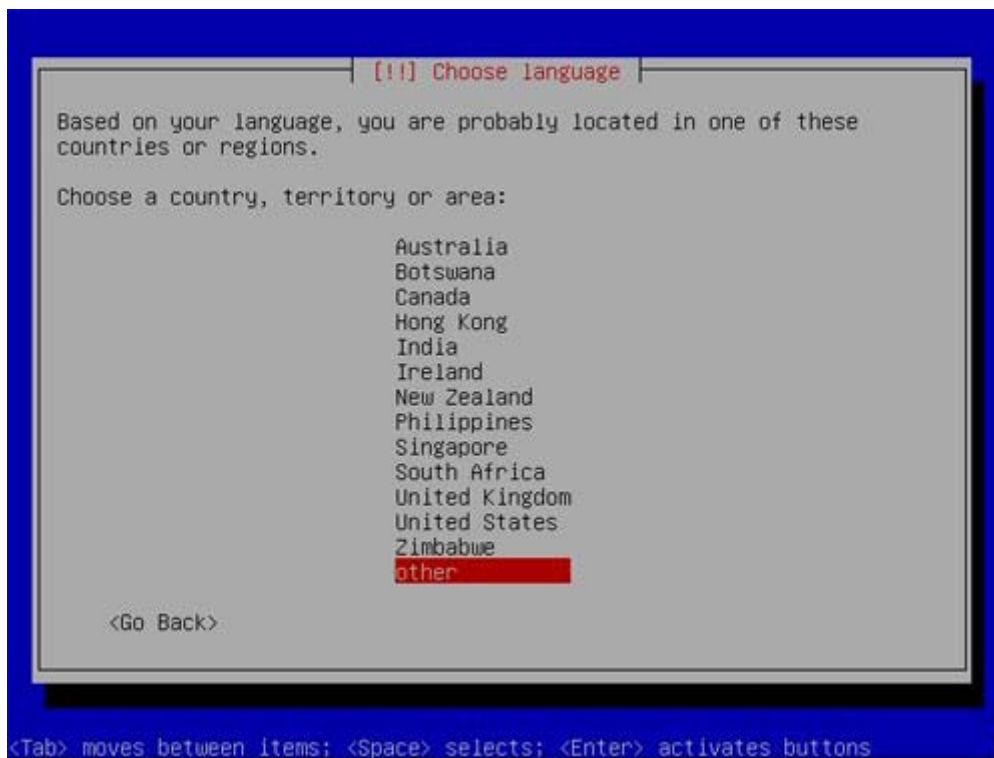 [!!] Choose language
Based on your language, you are probably located in one of these
countries or regions.
Choose a country, territory or area:
Australia
Botswana
Canada
Hong Kong
India
Ireland
New Zealand
Philippines
Singapore
South Africa
United Kingdom
United States
Zimbabwe
other
<Go Back>
<Tab> moves between items; <Space> selects; <Enter> activates buttons